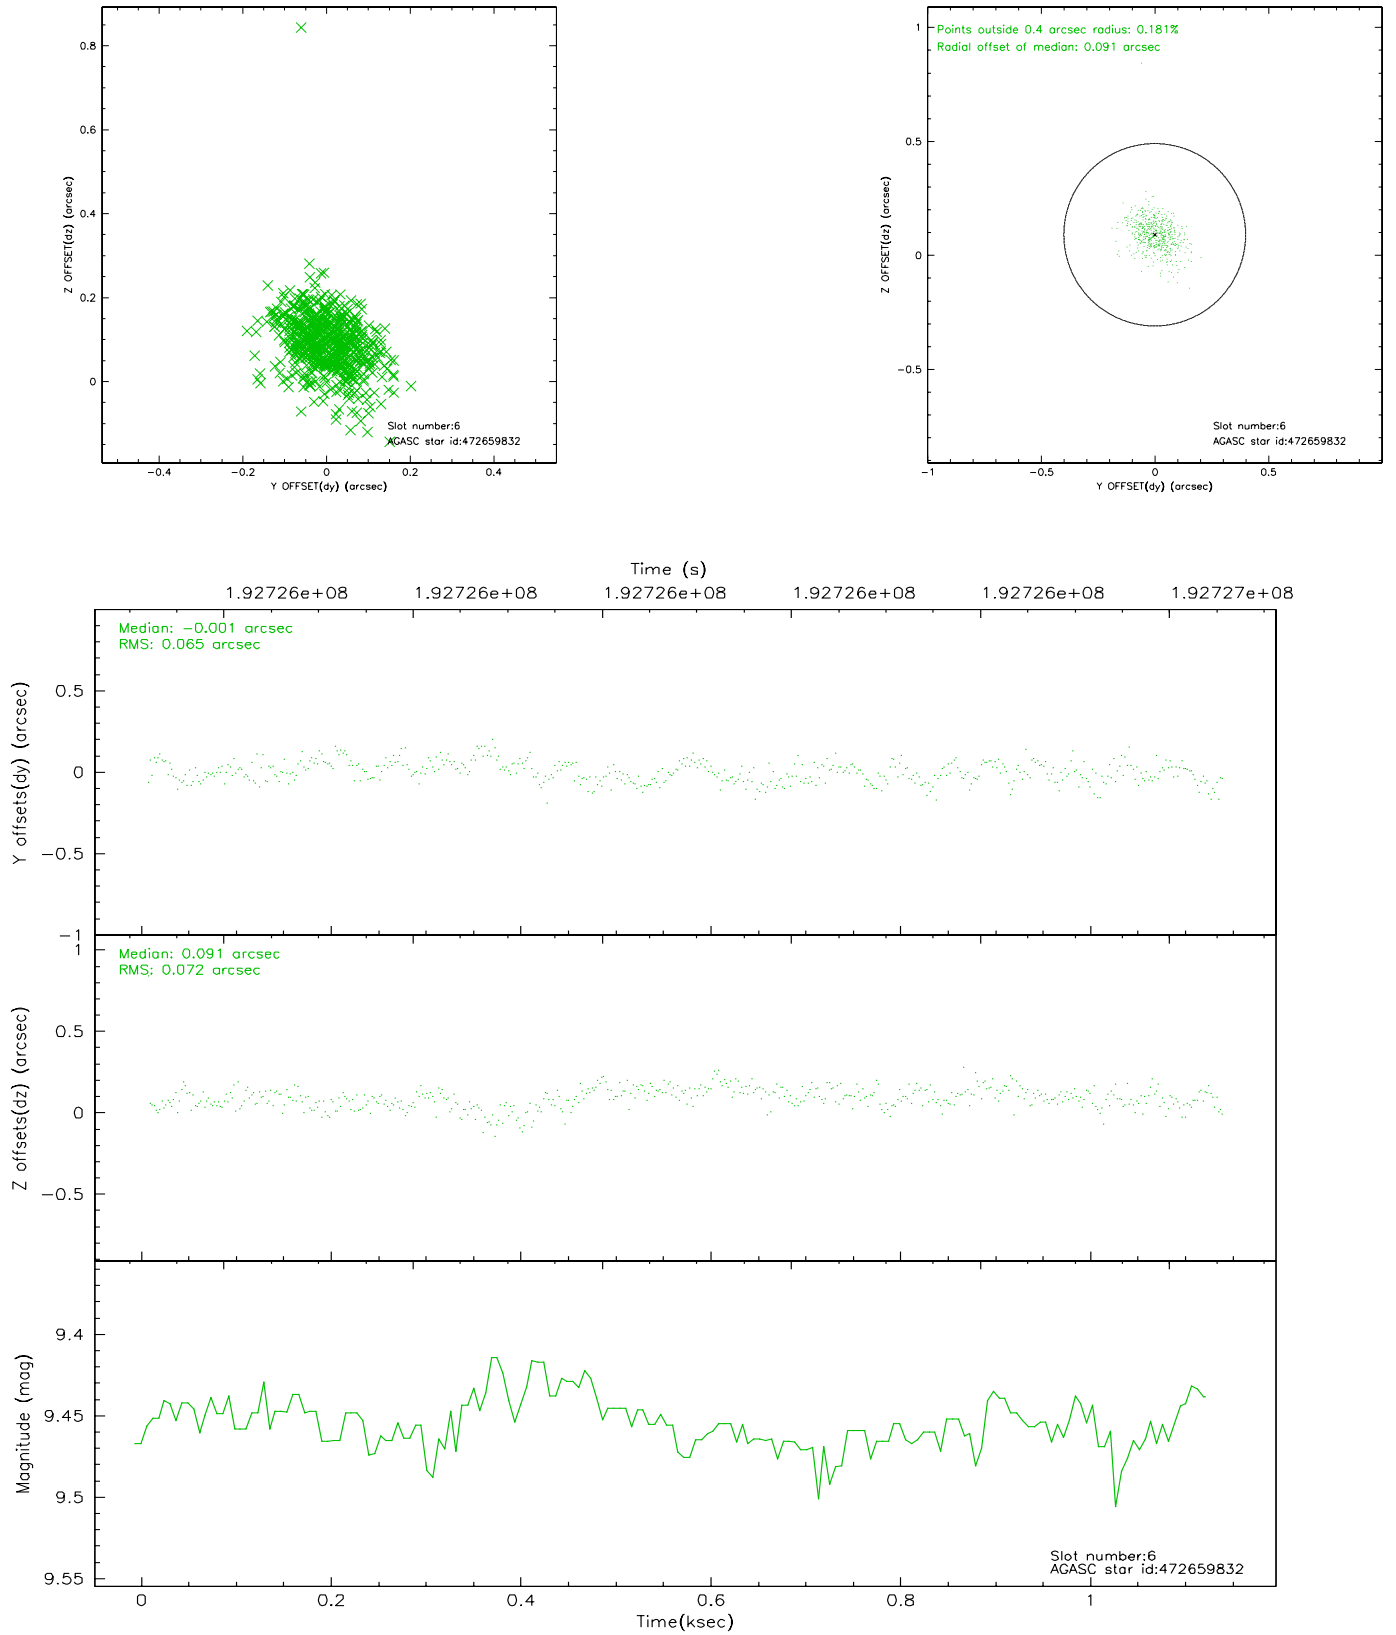 0.8
0.6
0.4
0.2
0
Z OFFSET(dz) (arcsec)
Slot number:6
AGASC star id:472659832
−0.4 −0.2 0 0.2 0.4
Y OFFSET(dy) (arcsec)
Points outside 0.4 arcsec radius: 0.181%
Radial offset of median: 0.091 arcsec
1
0.5
0
−0.5
Z OFFSET(dz) (arcsec)
Slot number:6
AGASC star id:472659832
−1 −0.5 0 0.5
Y OFFSET(dy) (arcsec)
Time (s)
1.92726e+08 1.92726e+08 1.92726e+08 1.92726e+08 1.92726e+08 1.92727e+08
Median: −0.001 arcsec
RMS: 0.065 arcsec
0.5
0
−0.5
−1
Y offsets(dy) (arcsec)
Median: 0.091 arcsec
RMS: 0.072 arcsec
1
0.5
0
−0.5
Z offsets(dz) (arcsec)
9.4
9.45
9.5
9.55
Magnitude (mag)
Slot number:6
AGASC star id:472659832
0 0.2 0.4 0.6 0.8 1
Time(ksec)